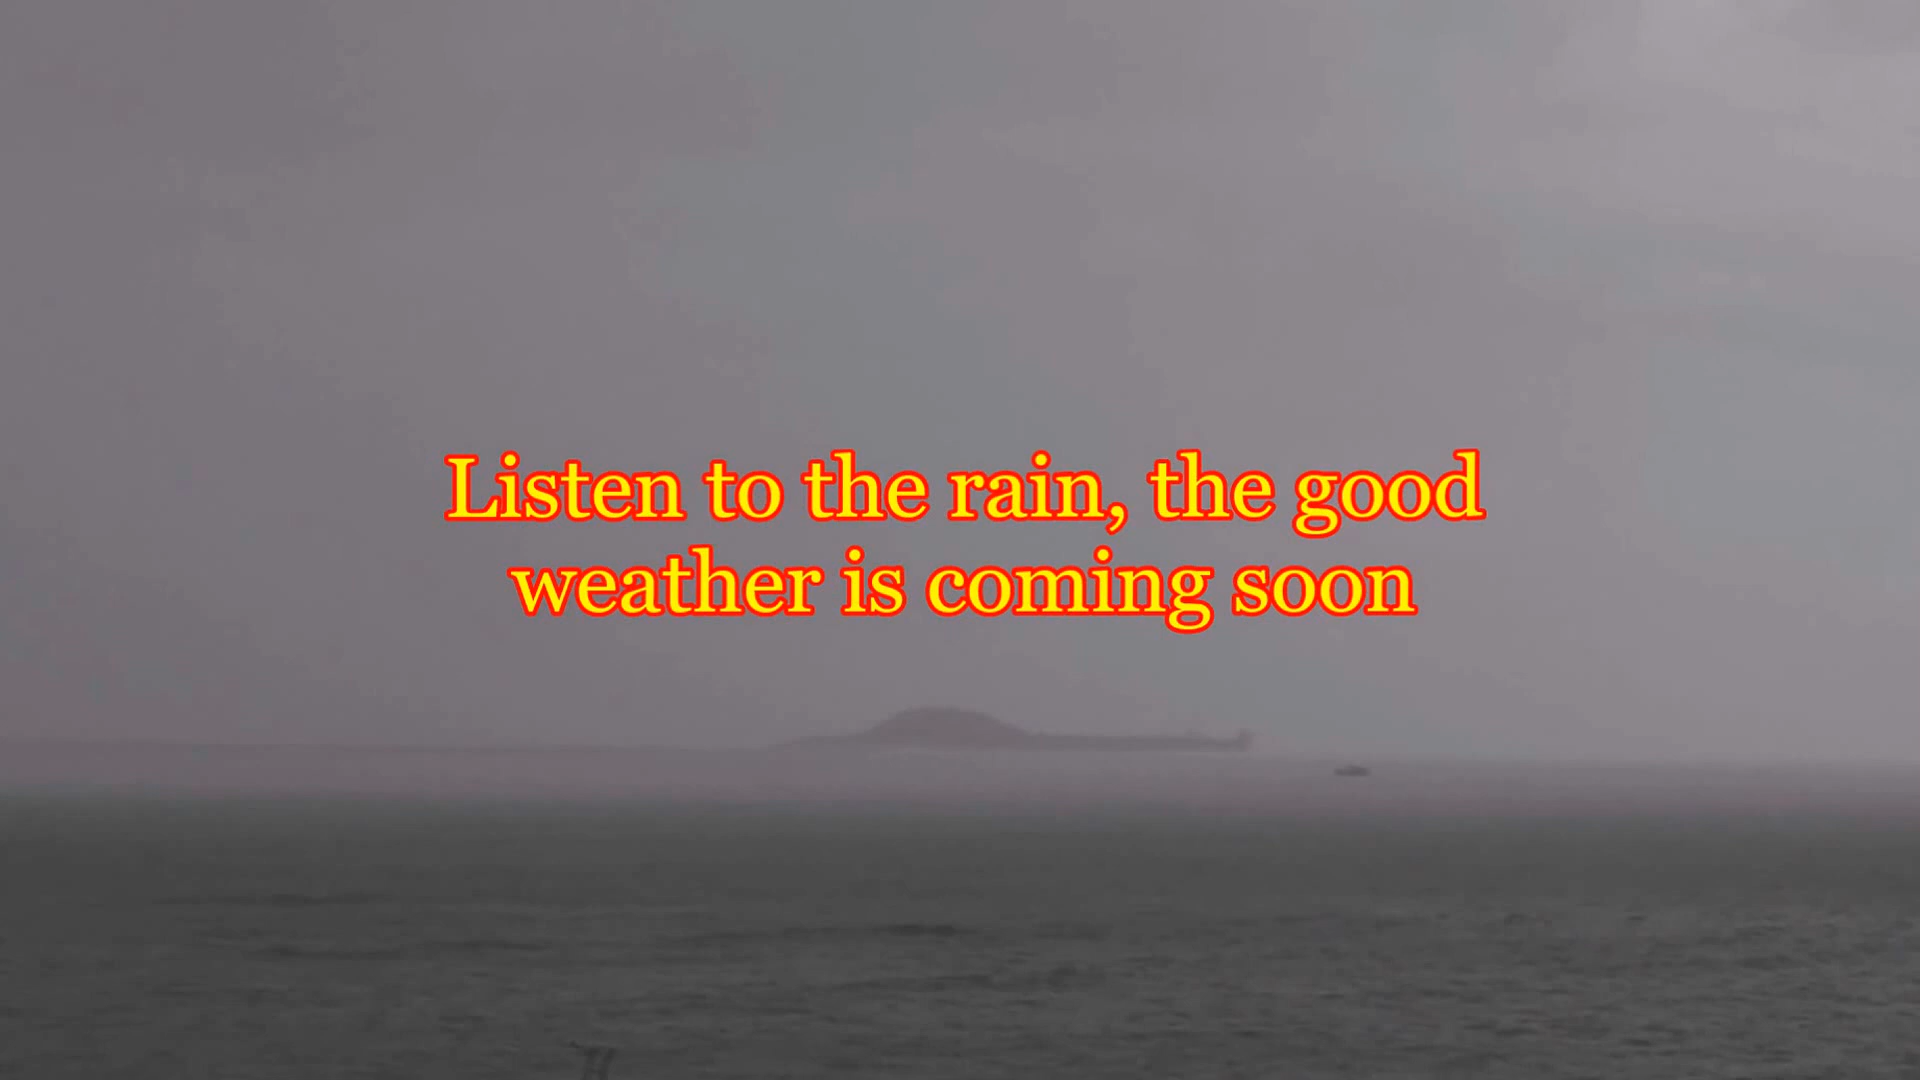 Listen to the rain, the good
weather is coming soon